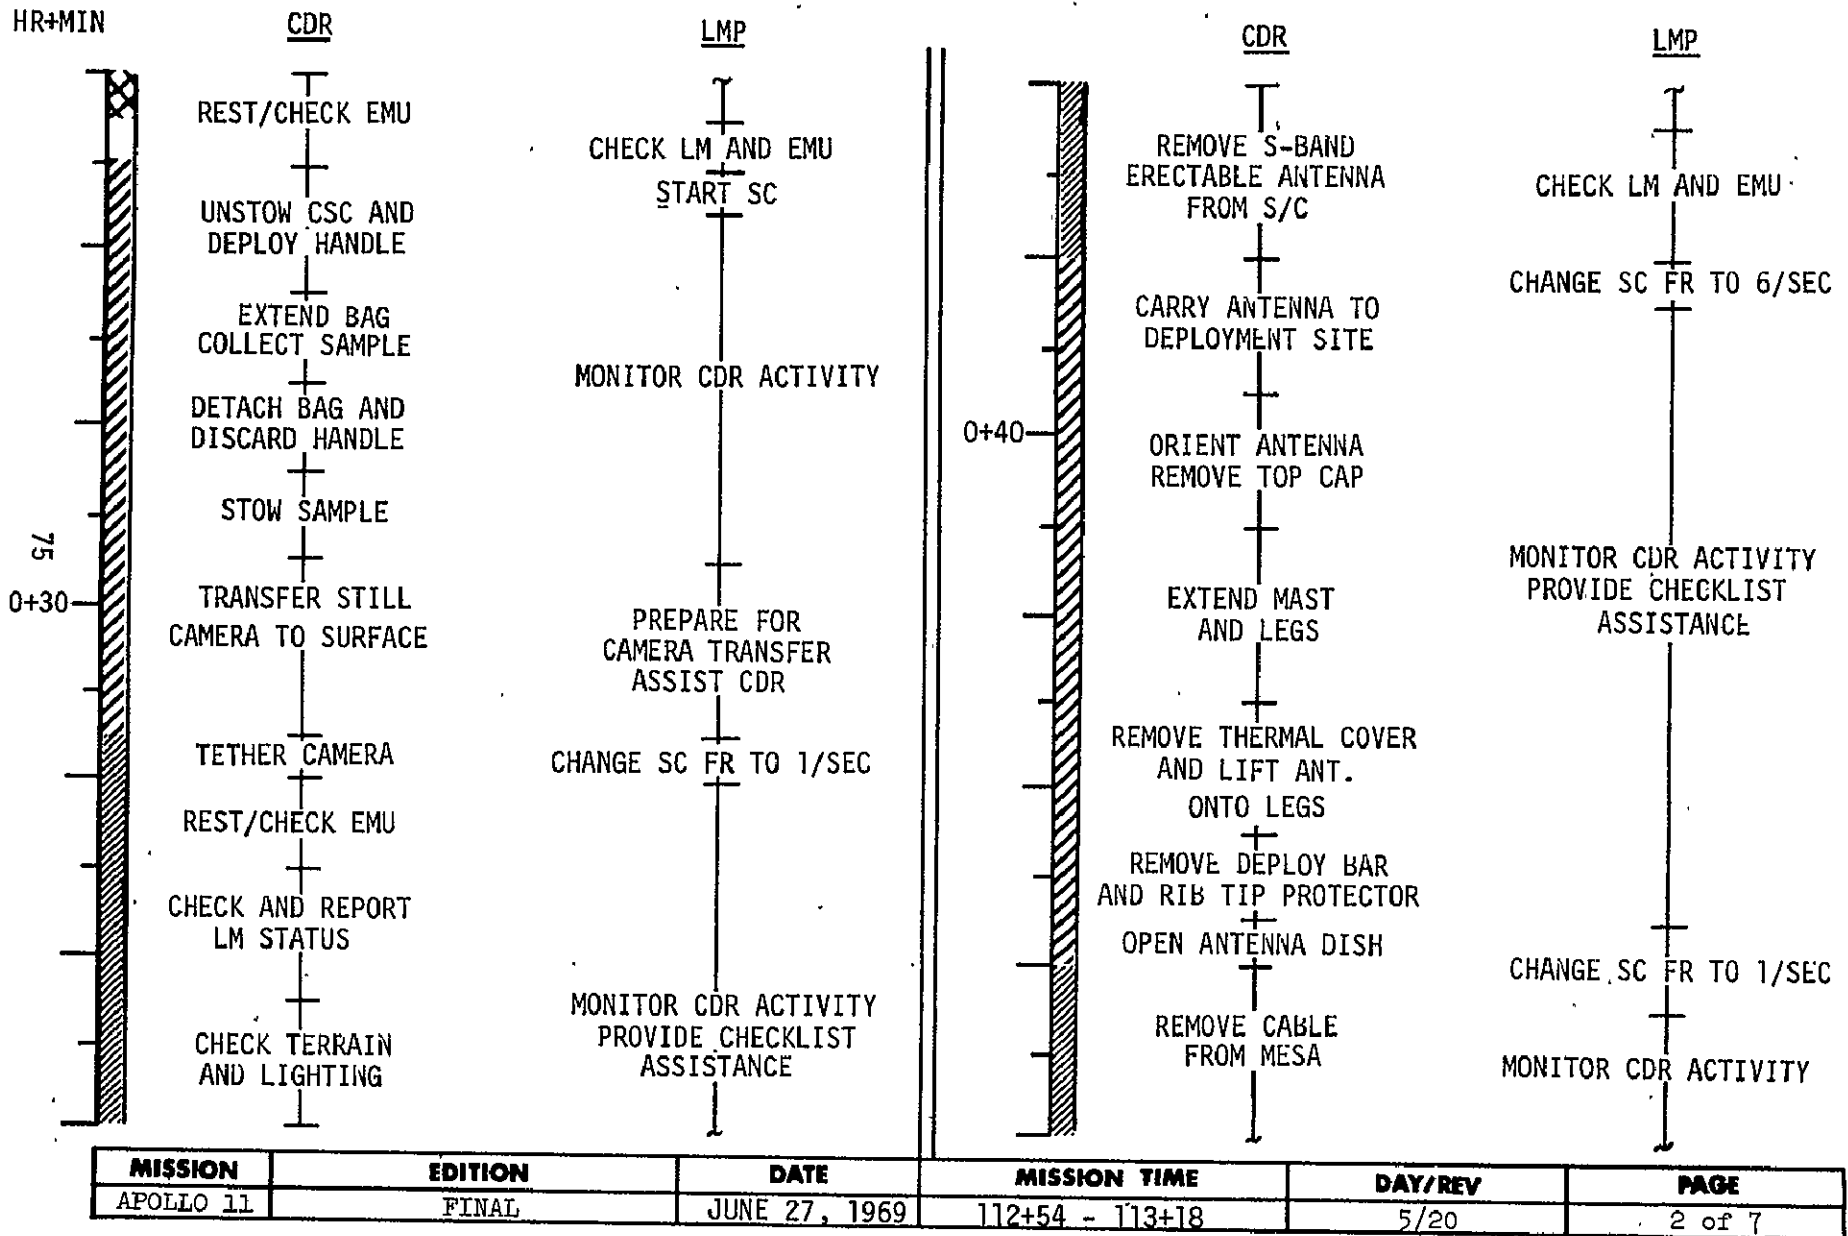 HR+MIN
CDR
LMP
REST/CHECK EMU
UNSTOW CSC AND
DEPLOY HANDLE
EXTEND BAG
COLLECT SAMPLE
DETACH BAG AND
DISCARD HANDLE
STOW SAMPLE
75
0+30
TRANSFER STILL
CAMERA TO SURFACE
TETHER CAMERA
REST/CHECK EMU
CHECK AND REPORT
LM STATUS
CHECK TERRAIN
AND LIGHTING
CHECK LM AND EMU
START SC
MONITOR CDR ACTIVITY
PREPARE FOR
CAMERA TRANSFER
ASSIST CDR
CHANGE SC FR TO 1/SEC
MONITOR CDR ACTIVITY
PROVIDE CHECKLIST
ASSISTANCE
CDR
LMP
REMOVE S-BAND
ERECTABLE ANTENNA
FROM S/C
CARRY ANTENNA TO
DEPLOYMENT SITE
0+40
ORIENT ANTENNA
REMOVE TOP CAP
EXTEND MAST
AND LEGS
REMOVE THERMAL COVER
AND LIFT ANT.
ONTO LEGS
REMOVE DEPLOY BAR
AND RIB TIP PROTECTOR
OPEN ANTENNA DISH
REMOVE CABLE
FROM MESA
CHECK LM AND EMU
CHANGE SC FR TO 6/SEC
MONITOR CDR ACTIVITY
PROVIDE CHECKLIST
ASSISTANCE
CHANGE SC FR TO 1/SEC
MONITOR CDR ACTIVITY
MISSION EDITION DATE MISSION TIME DAY/REV PAGE
APOLLO 11 FINAL JUNE 27, 1969 112+54 - 113+18 5/20 2 of 7